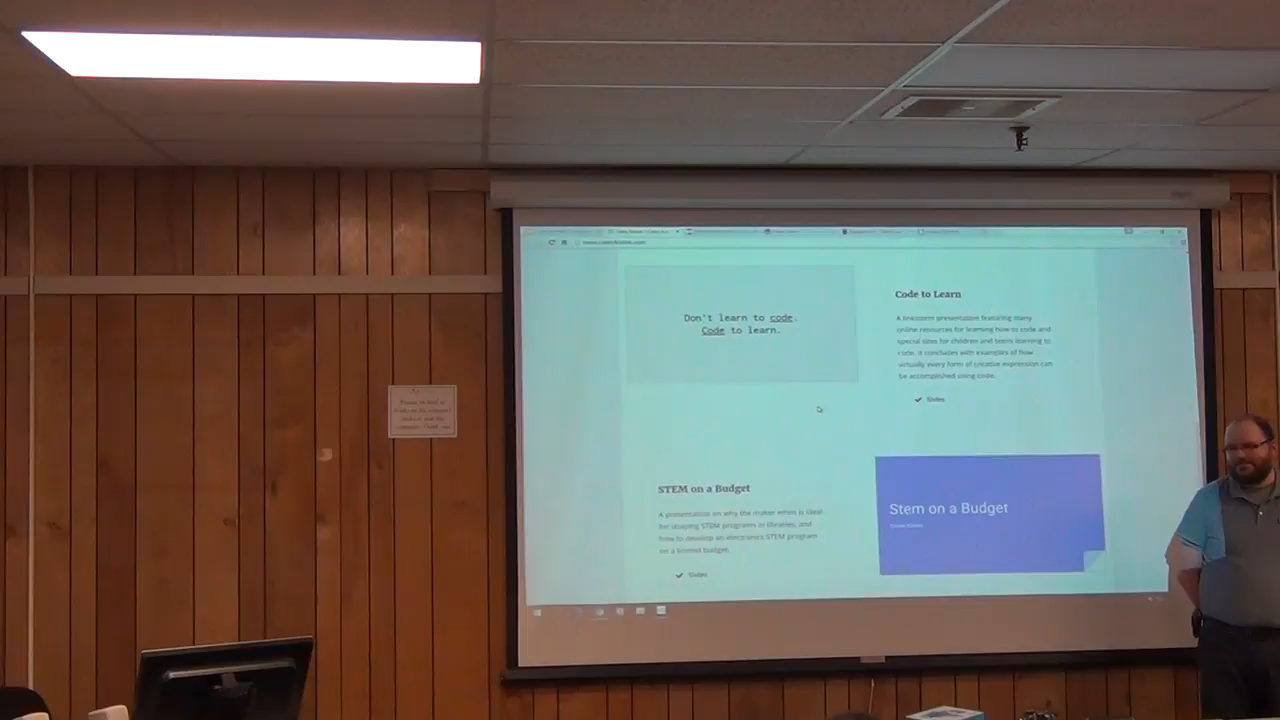 Don't learn to code.
Code to learn.
Code to Learn
A linkstorm presentation featuring many
online resources for learning how to code and
special sites for children and teens learning to
code. It concludes with examples of how
virtually every form of creative expression can
be accomplished using code.
Slides
STEM on a Budget
A presentation on why the maker ethos is ideal
for shaping STEM programs in libraries, and
how to develop an electronics STEM program
on a limited budget.
Slides
Stem on a Budget